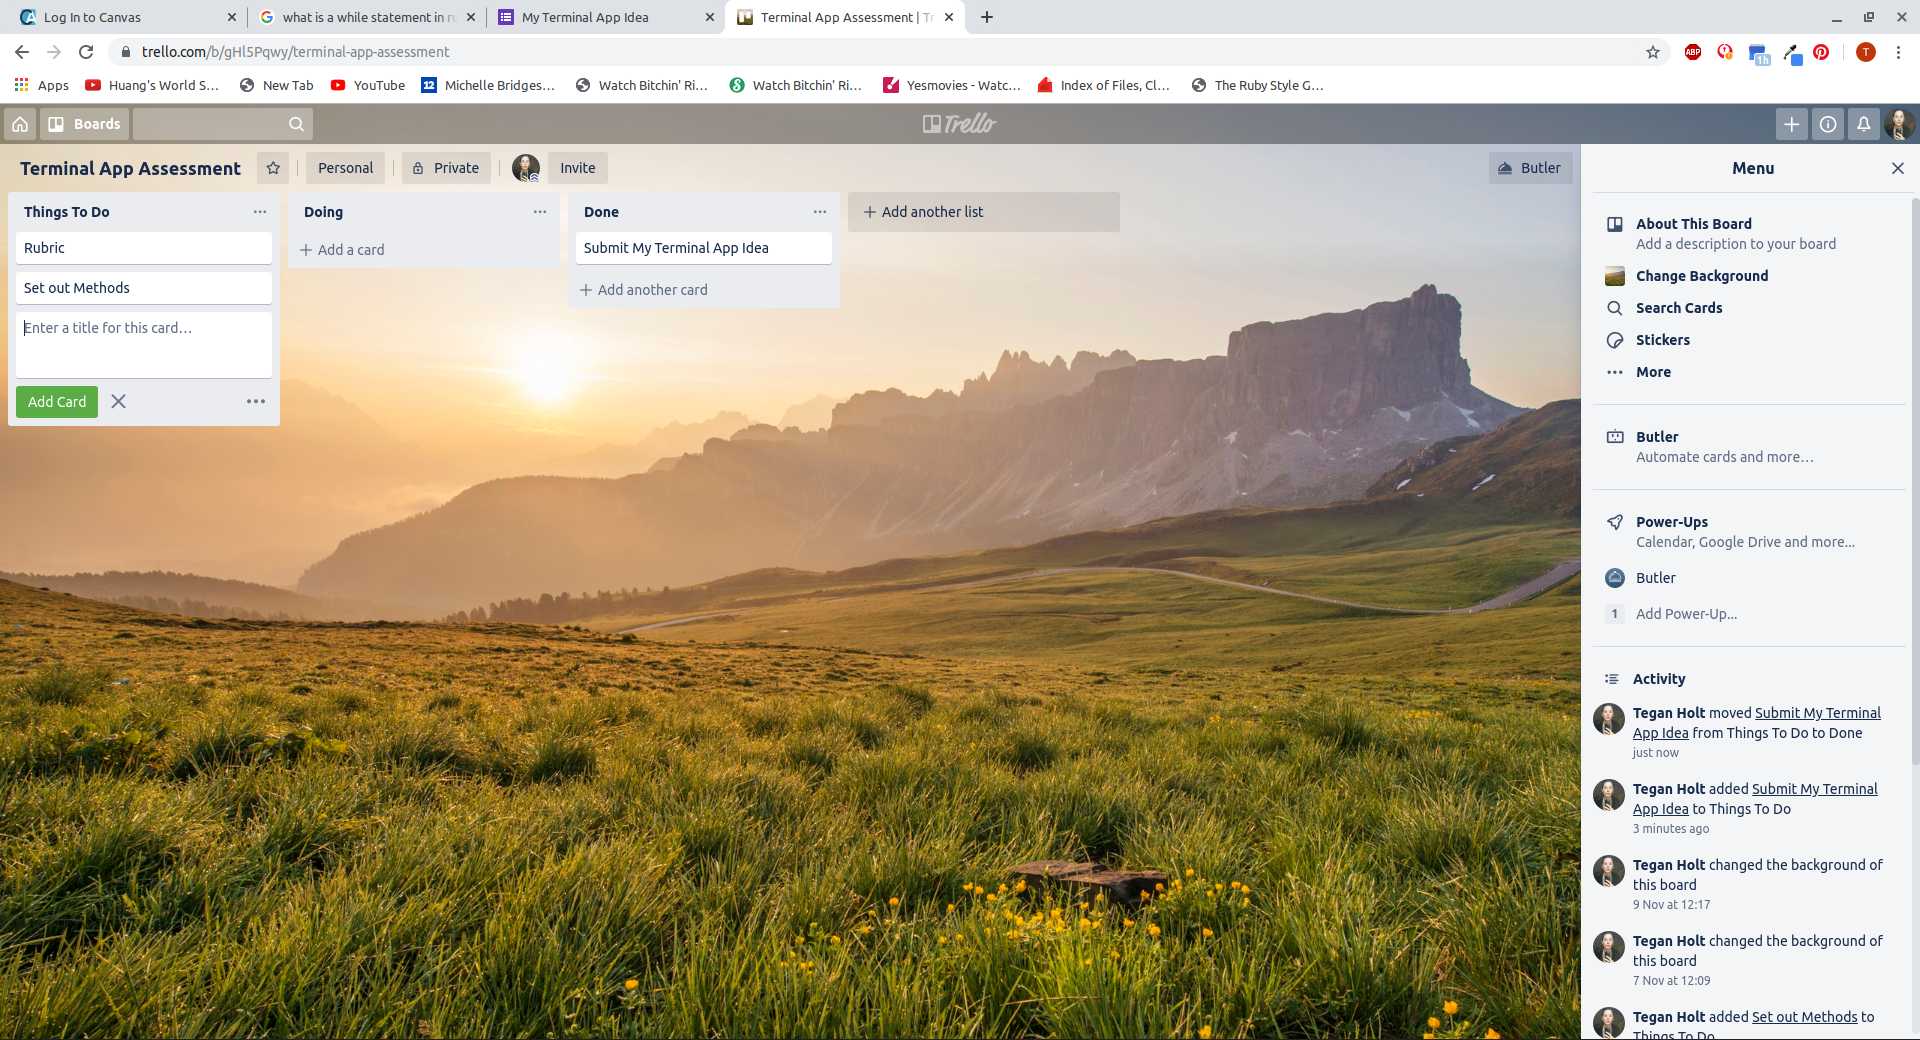 Log In to Canvas
what is a while statement in ru
My Terminal App Idea
Terminal App Assessment | Tr
trello.com/b/gHl5Pqwy/terminal-app-assessment
ABP
1h
T
Apps
Huang's World S...
New Tab
YouTube
12
Michelle Bridges...
Watch Bitchin' Ri...
Watch Bitchin' Ri...
Yesmovies - Watc...
Index of Files, Cl...
The Ruby Style G...
Boards
Trello
Terminal App Assessment
Personal
Private
Invite
Butler
Things To Do
Rubric
Set out Methods
Enter a title for this card…
Add Card
Doing
+ Add a card
Done
Submit My Terminal App Idea
+ Add another card
+ Add another list
Menu
About This Board
Add a description to your board
Change Background
Search Cards
Stickers
More
Butler
Automate cards and more…
Power-Ups
Calendar, Google Drive and more...
Butler
1 Add Power-Up...
Activity
Tegan Holt moved Submit My Terminal
App Idea from Things To Do to Done
just now
Tegan Holt added Submit My Terminal
App Idea to Things To Do
3 minutes ago
Tegan Holt changed the background of
this board
9 Nov at 12:17
Tegan Holt changed the background of
this board
7 Nov at 12:09
Tegan Holt added Set out Methods to
Things To Do